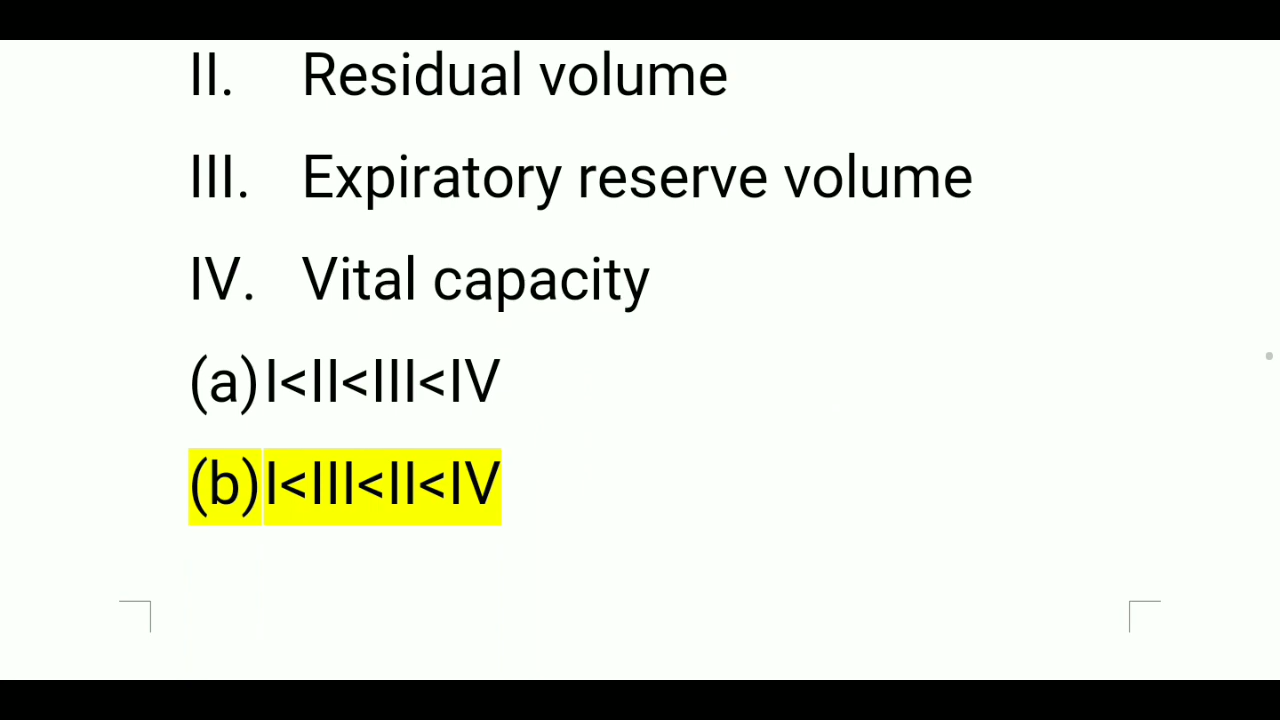 II. Residual volume
III. Expiratory reserve volume
IV. Vital capacity
(a) I<II<III<IV
(b) I<III<II<IV